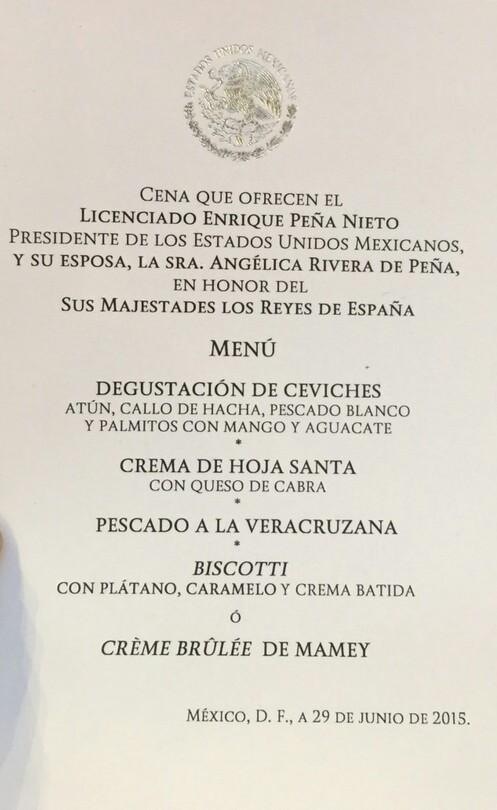 ESTADOS UNIDOS MEXICANOS
CENA QUE OFRECEN EL
LICENCIADO ENRIQUE PEÑA NIETO
PRESIDENTE DE LOS ESTADOS UNIDOS MEXICANOS,
Y SU ESPOSA, LA SRA. ANGÉLICA RIVERA DE PEÑA,
EN HONOR DEL
SUS MAJESTADES LOS REYES DE ESPAÑA
MENÚ
DEGUSTACIÓN DE CEVICHES
ATÚN, CALLO DE HACHA, PESCADO BLANCO
Y PALMITOS CON MANGO Y AGUACATE
*
CREMA DE HOJA SANTA
CON QUESO DE CABRA
*
PESCADO A LA VERACRUZANA
*
BISCOTTI
CON PLÁTANO, CARAMELO Y CREMA BATIDA
Ó
CRÈME BRÛLÉE DE MAMEY
MÉXICO, D. F., A 29 DE JUNIO DE 2015.